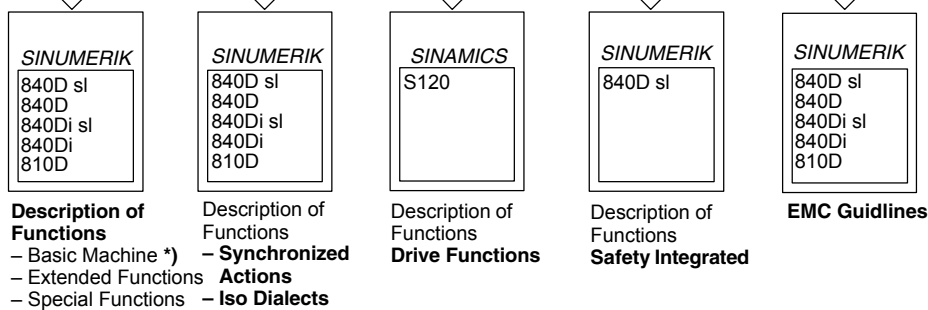 SINUMERIK
840D sl
840D
840Di sl
840Di
810D
Description of
Functions
– Basic Machine *)
– Extended Functions
– Special Functions
SINUMERIK
840D sl
840D
840Di sl
840Di
810D
Description of
Functions
– Synchronized
Actions
– Iso Dialects
SINAMICS
S120
Description of
Functions
Drive Functions
SINUMERIK
840D sl
Description of
Functions
Safety Integrated
SINUMERIK
840D sl
840D
840Di sl
840Di
810D
EMC Guidlines